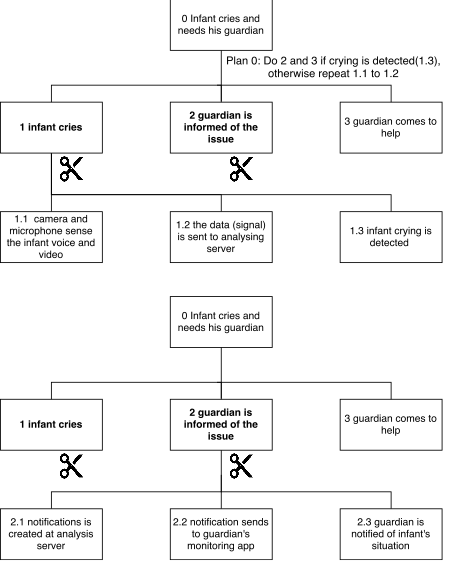 0 Infant cries and
needs his guardian
Plan 0: Do 2 and 3 if crying is detected(1.3),
otherwise repeat 1.1 to 1.2
1 infant cries
2 guardian is
informed of the
issue
3 guardian comes to
help
1.1 camera and
microphone sense
the infant voice and
video
1.2 the data (signal)
is sent to analysing
server
1.3 infant crying is
detected
0 Infant cries and
needs his guardian
1 infant cries
2 guardian is
informed of the
issue
3 guardian comes to
help
2.1 notifications is
created at analysis
server
2.2 notification sends
to guardian's
monitoring app
2.3 guardian is
notified of infant's
situation